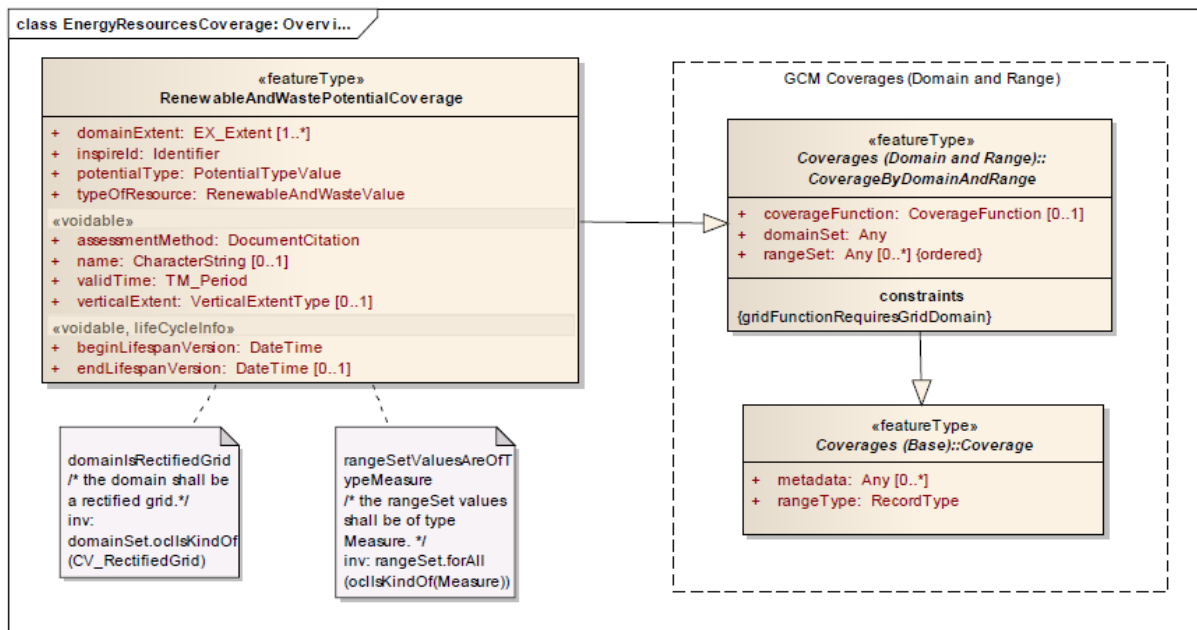 class EnergyResourcesCoverage: Overvi...
«featureType»
RenewableAndWastePotentialCoverage
+ domainExtent: EX_Extent [1..*]
+ inspireId: Identifier
+ potentialType: PotentialTypeValue
+ typeOfResource: RenewableAndWasteValue
«voidable»
+ assessmentMethod: DocumentCitation
+ name: CharacterString [0..1]
+ validTime: TM_Period
+ verticalExtent: VerticalExtentType [0..1]
«voidable, lifeCycleInfo»
+ beginLifespanVersion: DateTime
+ endLifespanVersion: DateTime [0..1]
domainIsRectifiedGrid
/* the domain shall be
a rectified grid.*/
inv:
domainSet.oclIsKindOf
(CV_RectifiedGrid)
rangeSetValuesAreOfT
ypeMeasure
/* the rangeSet values
shall be of type
Measure. */
inv: rangeSet.forAll
(oclIsKindOf(Measure))
GCM Coverages (Domain and Range)
«featureType»
Coverages (Domain and Range)::
CoverageByDomainAndRange
+ coverageFunction: CoverageFunction [0..1]
+ domainSet: Any
+ rangeSet: Any [0..*] {ordered}
constraints
{gridFunctionRequiresGridDomain}
«featureType»
Coverages (Base)::Coverage
+ metadata: Any [0..*]
+ rangeType: RecordType